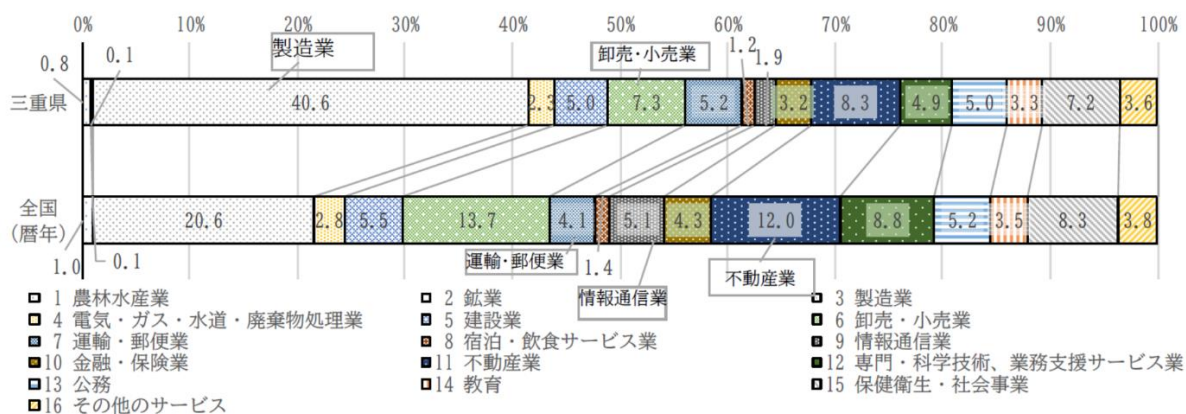 0% 10% 20% 30% 40% 50% 60% 70% 80% 90% 100%
製造業 卸売・小売業 1.2 1.9
0.8 0.1
三重県 40.6 2.3 5.0 7.3 5.2 3.2 8.3 4.9 5.0 3.3 7.2 3.6
全国
(暦年)
20.6 2.8 5.5 13.7 4.1 5.1 4.3 12.0 8.8 5.2 3.5 8.3 3.8
1.0 0.1 運輸・郵便業 1.4 情報通信業 不動産業
1 農林水産業 2 鉱業 3 製造業
4 電気・ガス・水道・廃棄物処理業 5 建設業 6 卸売・小売業
7 運輸・郵便業 8 宿泊・飲食サービス業 9 情報通信業
10 金融・保険業 11 不動産業 12 専門・科学技術、業務支援サービス業
13 公務 14 教育 15 保健衛生・社会事業
16 その他のサービス